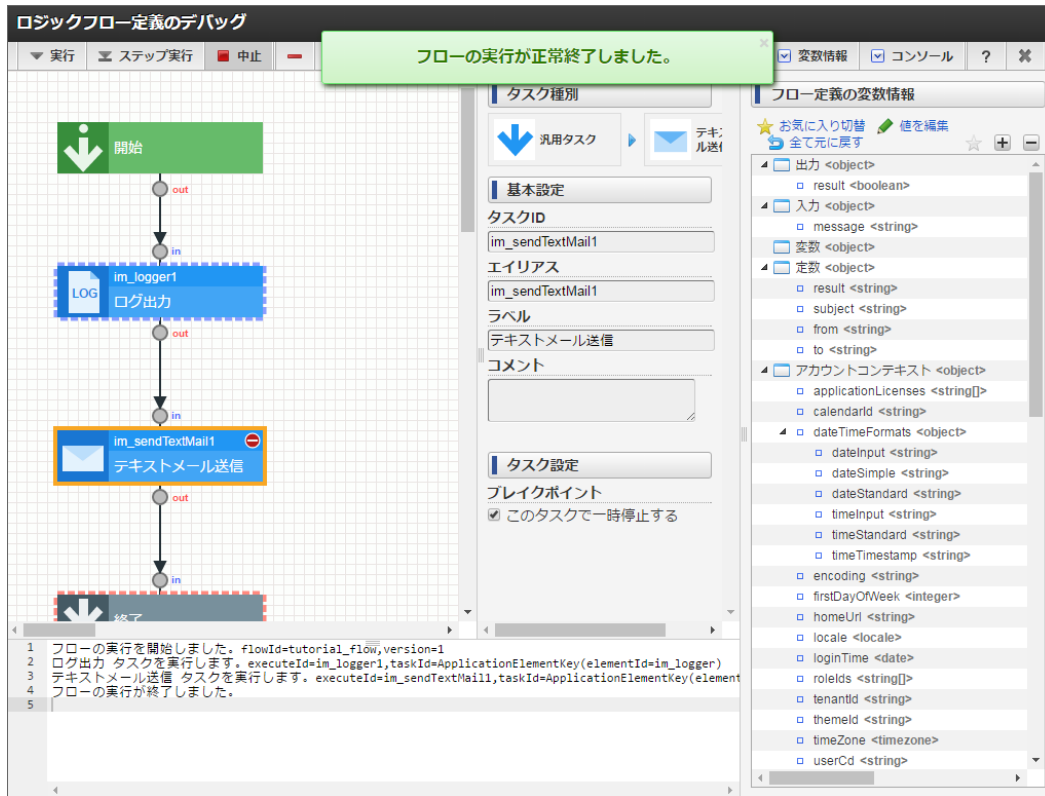 ロジックフロー定義のデバッグ
実行
ステップ実行
中止
フローの実行が正常終了しました。
変数情報
コンソール
?
開始
out
in
im_logger1
LOG
ログ出力
out
in
im_sendTextMail1
テキストメール送信
out
in
終了
タスク種別
汎用タスク
基本設定
タスクID
im_sendTextMail1
エイリアス
im_sendTextMail1
ラベル
テキストメール送信
コメント
タスク設定
ブレイクポイント
このタスクで一時停止する
フロー定義の変数情報
お気に入り切替
値を編集
全て元に戻す
出力 <object>
result <boolean>
入力 <object>
message <string>
変数 <object>
定数 <object>
result <string>
subject <string>
from <string>
to <string>
アカウントコンテキスト <object>
applicationLicenses <string[]>
calendarId <string>
dateTimeFormats <object>
dateInput <string>
dateSimple <string>
dateStandard <string>
timeInput <string>
timeStandard <string>
timeTimestamp <string>
encoding <string>
firstDayOfWeek <integer>
homeUrl <string>
locale <locale>
loginTime <date>
roleIds <string[]>
tenantId <string>
themeId <string>
timeZone <timezone>
userCd <string>
1 フローの実行を開始しました。flowId=tutorial_flow,version=1
2 ログ出力 タスクを実行します。executeId=im_logger1,taskId=ApplicationElementKey(elementId=im_logger)
3 テキストメール送信 タスクを実行します。executeId=im_sendTextMail1,taskId=ApplicationElementKey(element
4 フローの実行が終了しました。
5